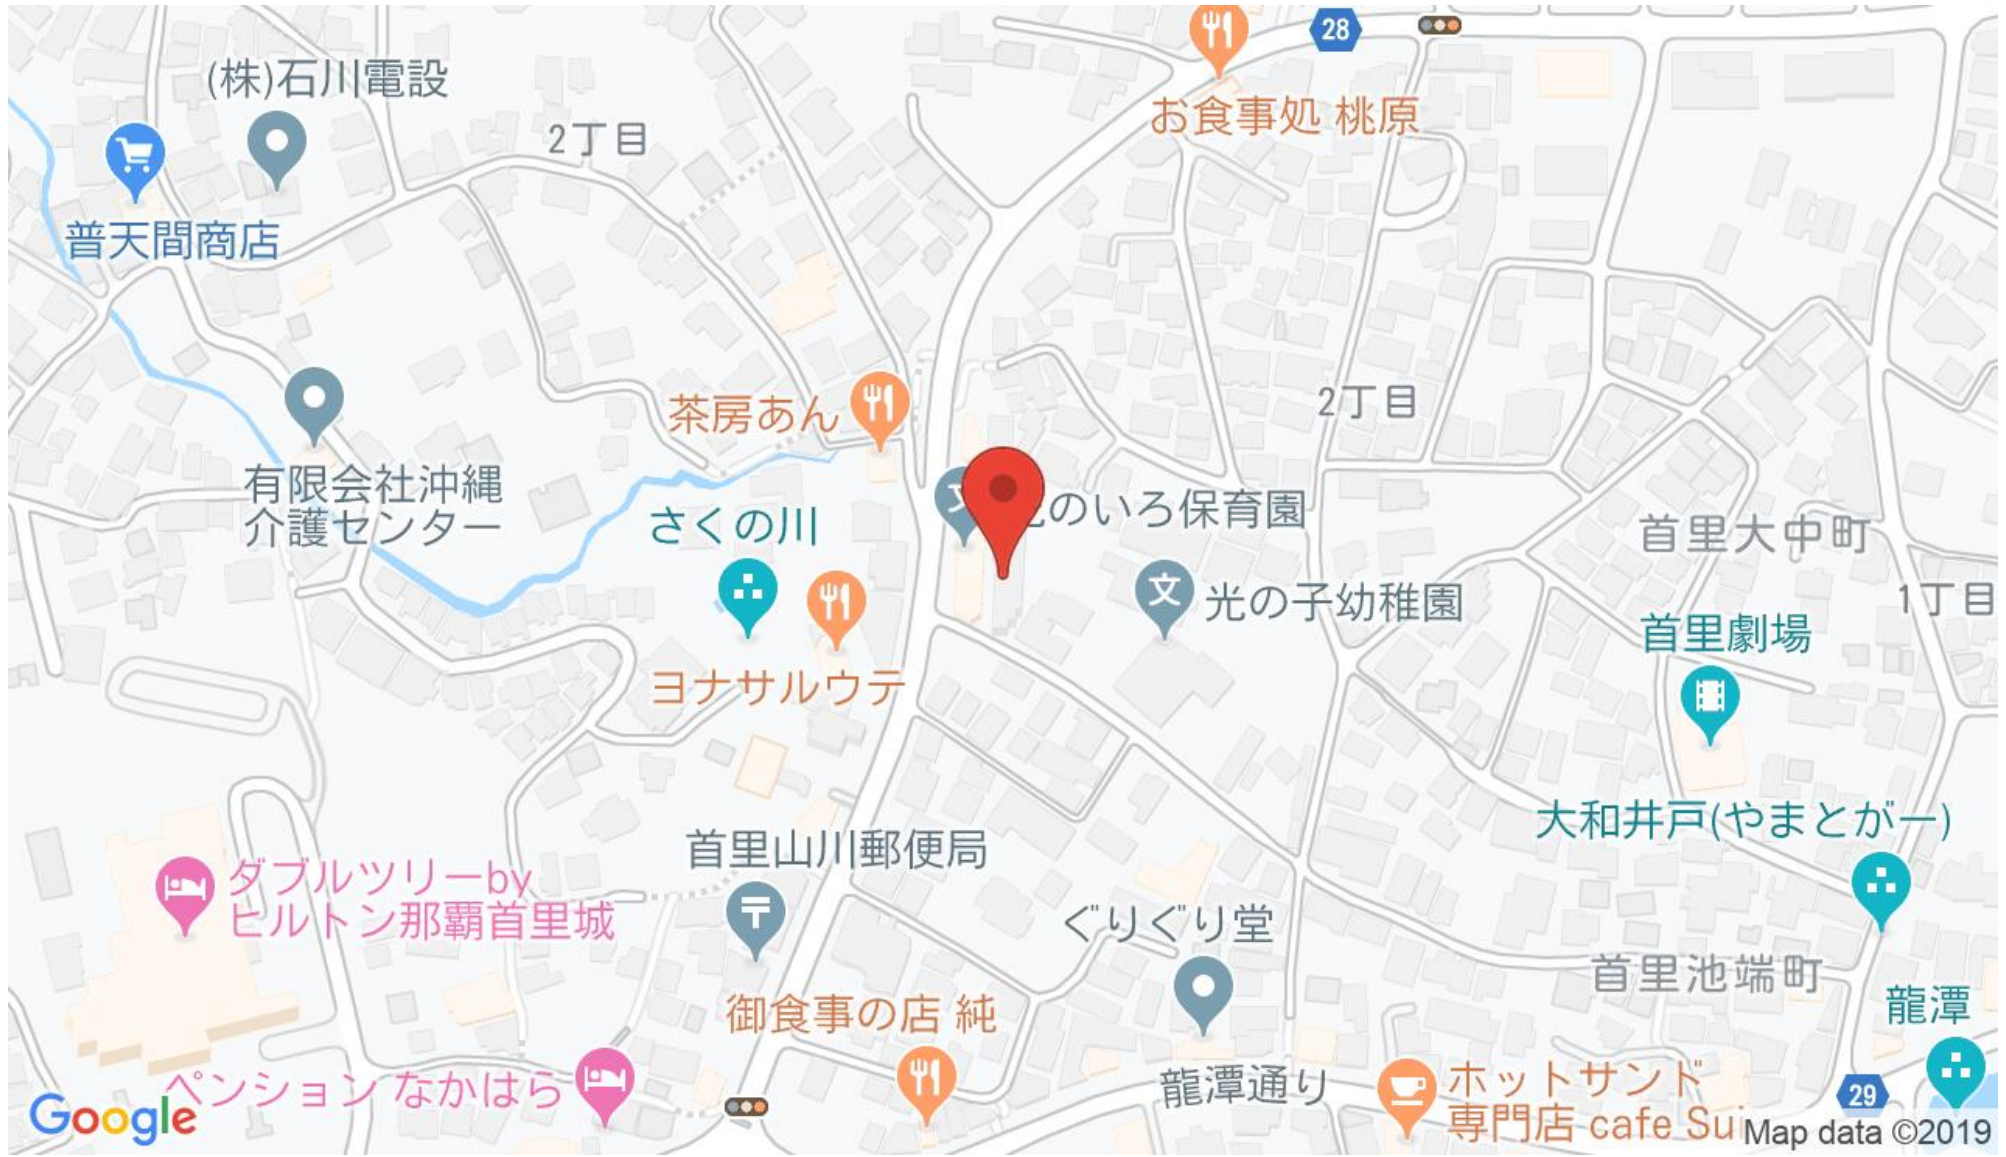 28
(株)石川電設
2丁目
お食事処 桃原
普天間商店
茶房あん
2丁目
有限会社沖縄
介護センター
さくの川
のいろ保育園
首里大中町
文
光の子幼稚園
1丁目
首里劇場
ヨナサルウテ
大和井戸(やまとがー)
首里山川郵便局
ダブルツリーby
ヒルトン那覇首里城
ぐりぐり堂
首里池端町
龍潭
御食事の店 純
ペンション なかはら
龍潭通り
ホットサンド
専門店 cafe Sui
29
Google
Map data ©2019